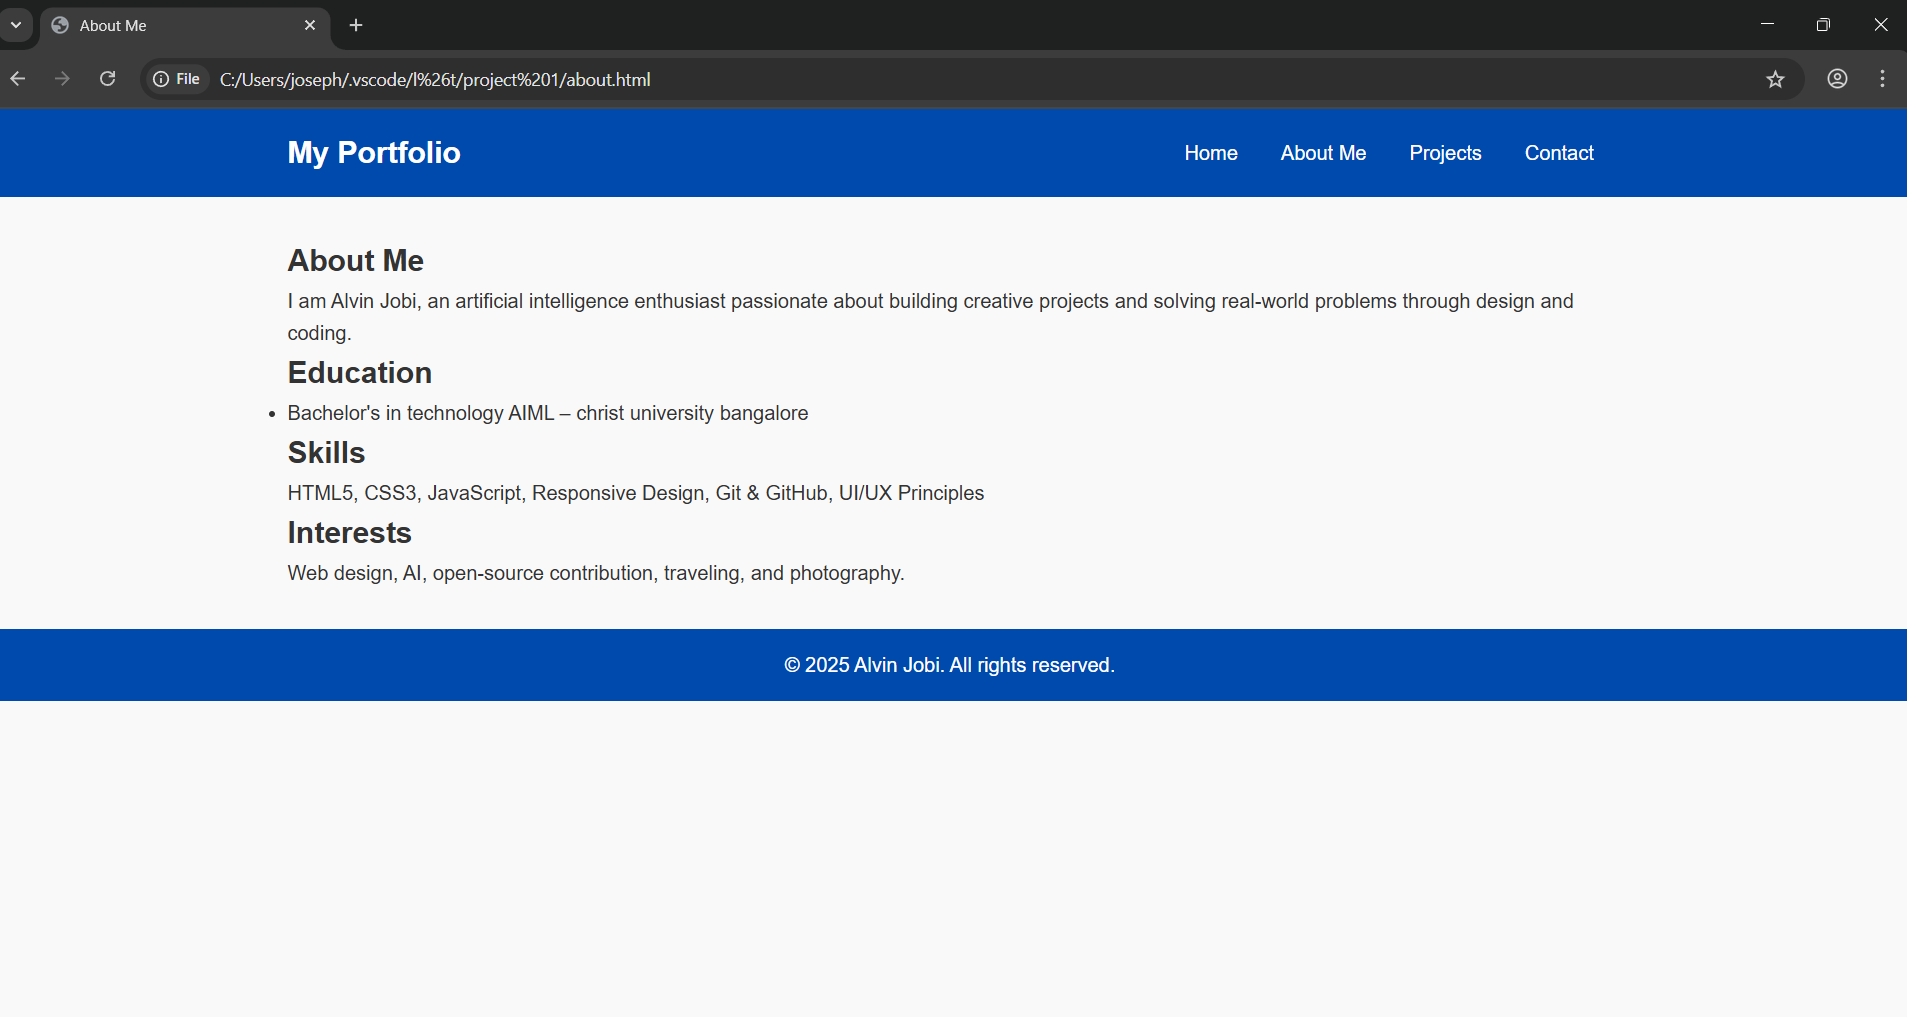 About Me
File C:/Users/joseph/.vscode/l%26t/project%201/about.html
My Portfolio Home About Me Projects Contact
About Me
I am Alvin Jobi, an artificial intelligence enthusiast passionate about building creative projects and solving real-world problems through design and
coding.
Education
• Bachelor's in technology AIML – christ university bangalore
Skills
HTML5, CSS3, JavaScript, Responsive Design, Git & GitHub, UI/UX Principles
Interests
Web design, AI, open-source contribution, traveling, and photography.
© 2025 Alvin Jobi. All rights reserved.